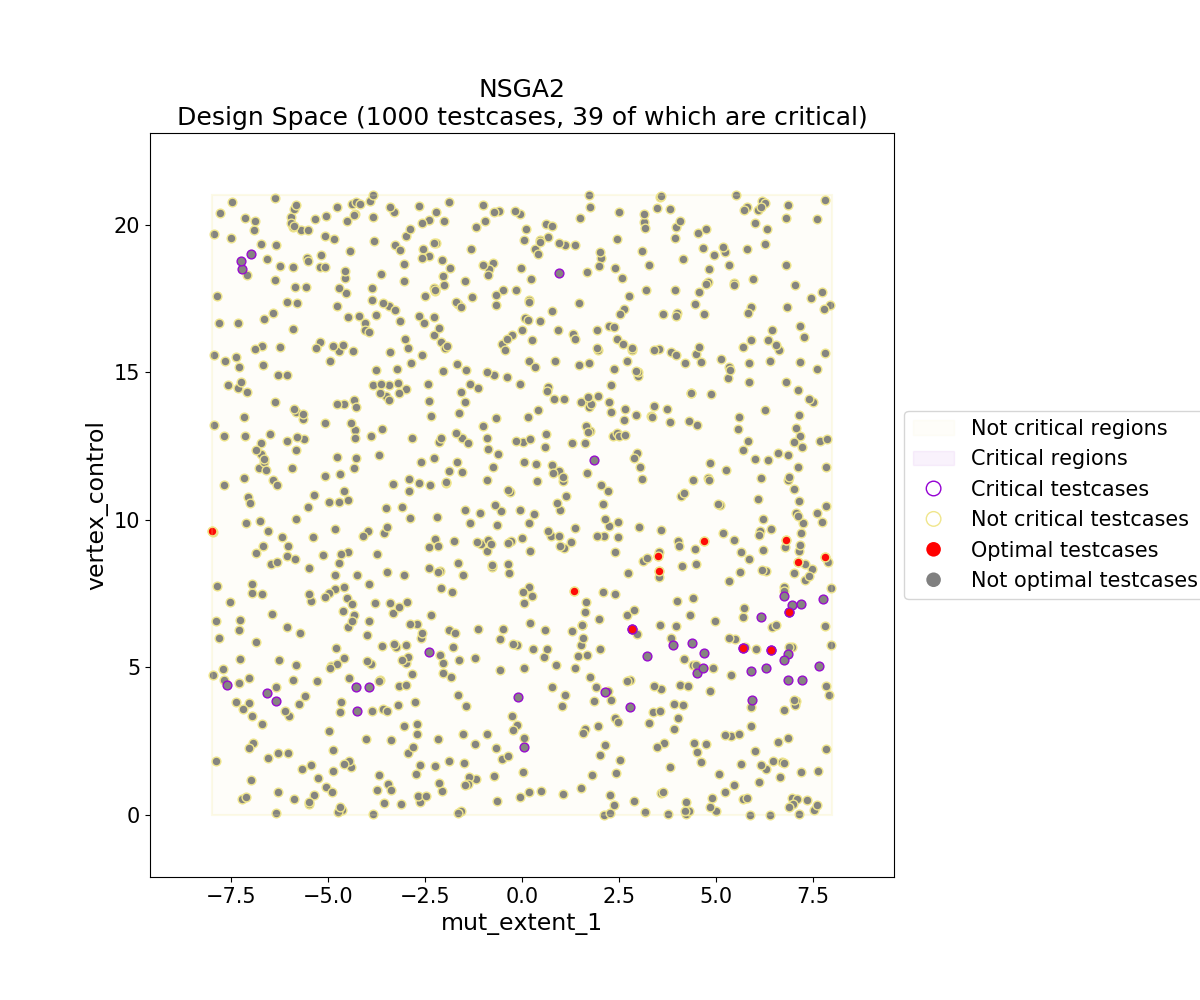 NSGA2
Design Space (1000 testcases, 39 of which are critical)
20
15
10
5
0
vertex_control
−7.5
−5.0
−2.5
0.0
2.5
5.0
7.5
mut_extent_1
Not critical regions
Critical regions
Critical testcases
Not critical testcases
Optimal testcases
Not optimal testcases